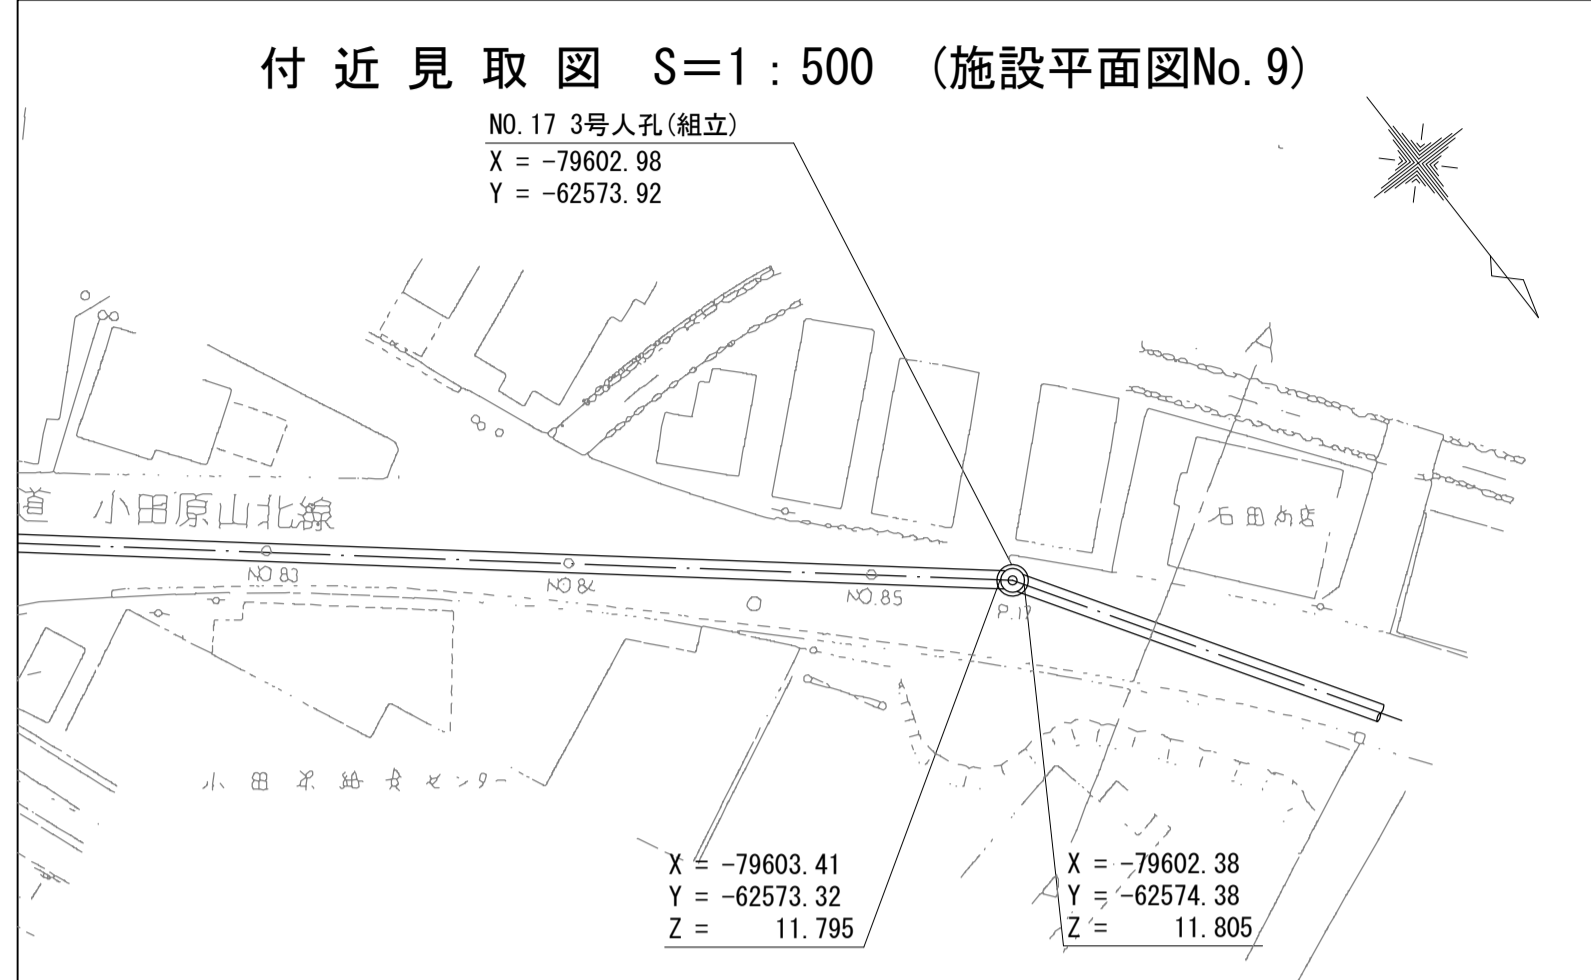 付近見取図 S=1:500 (施設平面図No.9)
NO.17 3号人孔(組立)
X = -79602.98
Y = -62573.92
道 小田原山北線
石田商店
NO.83
NO.84
NO.85
P.17
X = -79603.41
Y = -62573.32
Z = 11.795
X = -79602.38
Y = -62574.38
Z = 11.805